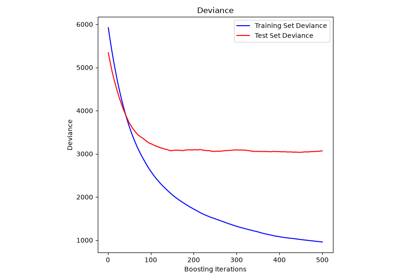 Deviance
Training Set Deviance
Test Set Deviance
6000
5000
4000
3000
2000
1000
Deviance
0
100
200
300
400
500
Boosting Iterations